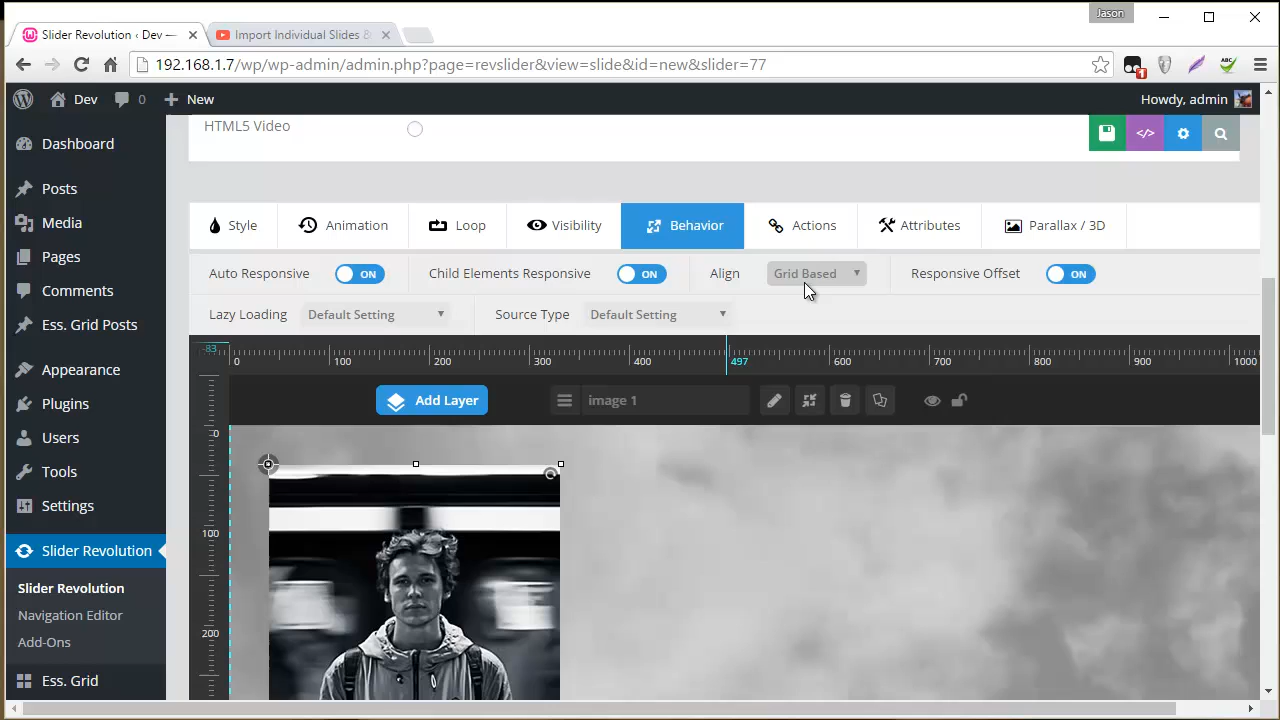 Jason
Slider Revolution ‹ Dev —
Import Individual Slides &
192.168.1.7/wp/wp-admin/admin.php?page=revslider&view=slide&id=new&slider=77
1
ABC
Dev
0
New
Howdy, admin
Dashboard
Posts
Media
Pages
Comments
Ess. Grid Posts
Appearance
Plugins
Users
Tools
Settings
Slider Revolution
Slider Revolution
Navigation Editor
Add-Ons
Ess. Grid
HTML5 Video
Style
Animation
Loop
Visibility
Behavior
Actions
Attributes
Parallax / 3D
Auto Responsive ON
Child Elements Responsive ON
Align Grid Based
Responsive Offset ON
Lazy Loading Default Setting
Source Type Default Setting
-83
0 100 200 300 400 497 600 700 800 900 1000
Add Layer
image 1
0
100
200